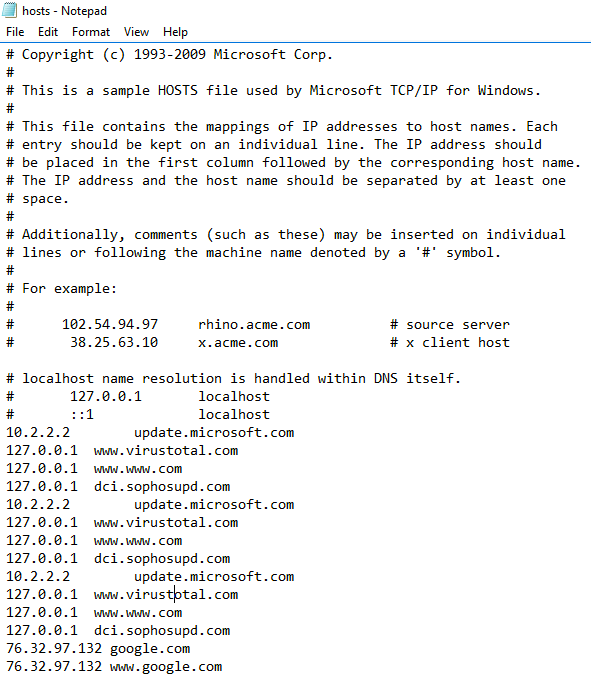 hosts - Notepad
File Edit Format View Help
# Copyright (c) 1993-2009 Microsoft Corp.
#
# This is a sample HOSTS file used by Microsoft TCP/IP for Windows.
#
# This file contains the mappings of IP addresses to host names. Each
# entry should be kept on an individual line. The IP address should
# be placed in the first column followed by the corresponding host name.
# The IP address and the host name should be separated by at least one
# space.
#
# Additionally, comments (such as these) may be inserted on individual
# lines or following the machine name denoted by a '#' symbol.
#
# For example:
#
#      102.54.94.97     rhino.acme.com          # source server
#       38.25.63.10     x.acme.com              # x client host

# localhost name resolution is handled within DNS itself.
#       127.0.0.1       localhost
#       ::1             localhost
10.2.2.2        update.microsoft.com
127.0.0.1  www.virustotal.com
127.0.0.1  www.www.com
127.0.0.1  dci.sophosupd.com
10.2.2.2        update.microsoft.com
127.0.0.1  www.virustotal.com
127.0.0.1  www.www.com
127.0.0.1  dci.sophosupd.com
10.2.2.2        update.microsoft.com
127.0.0.1  www.virustotal.com
127.0.0.1  www.www.com
127.0.0.1  dci.sophosupd.com
76.32.97.132 google.com
76.32.97.132 www.google.com